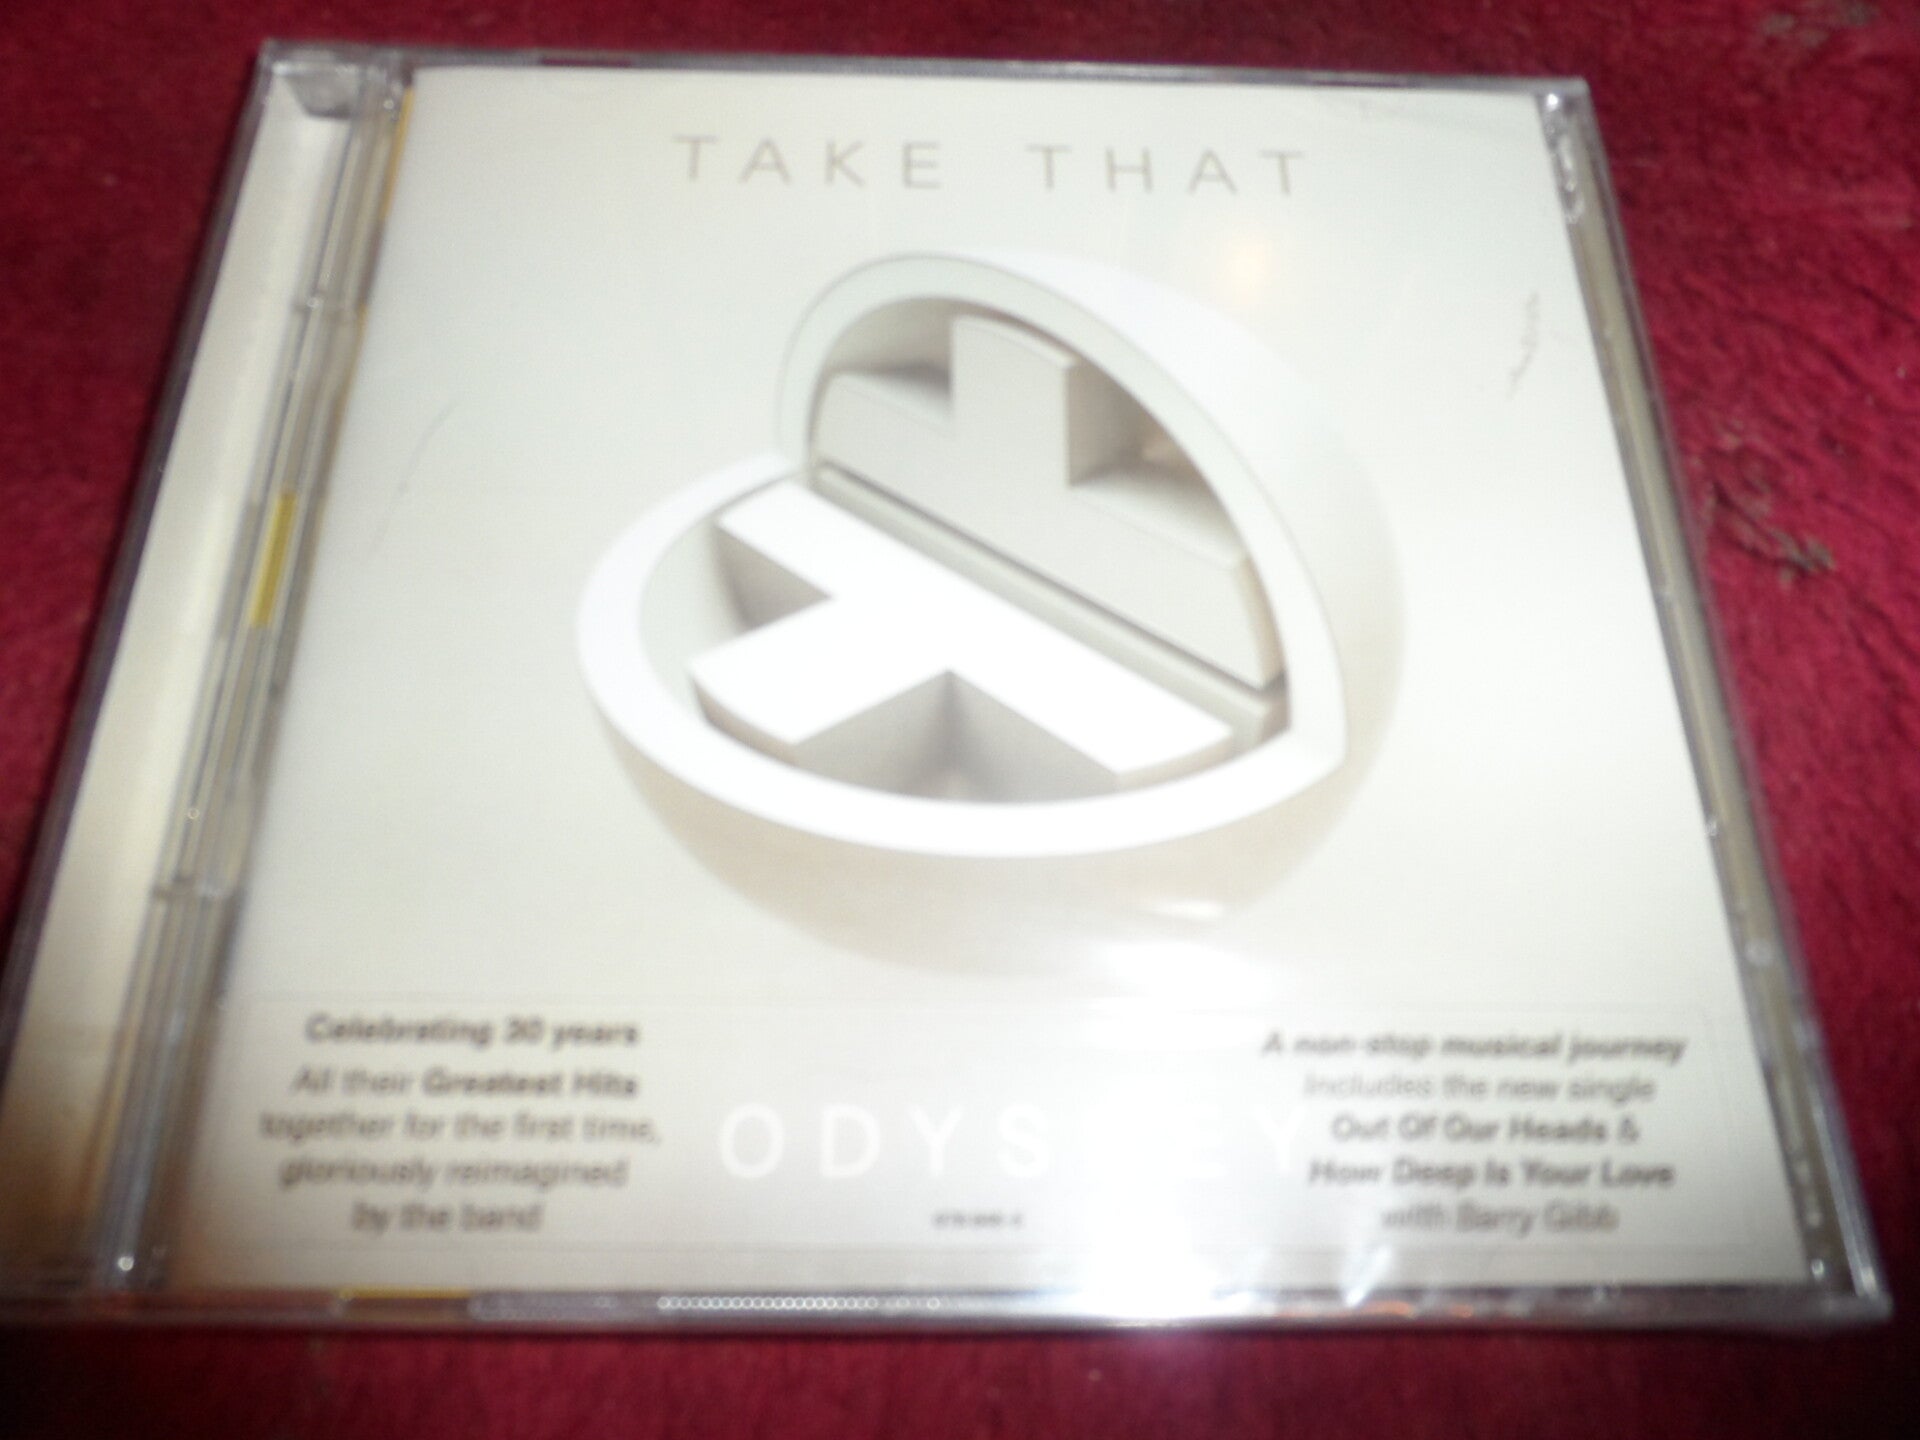 TAKE THAT
Celebrating 30 years
All their Greatest Hits
together for the first time,
gloriously reimagined
by the band
ODYSSEY
A non-stop musical journey
Includes the new single
Out Of Our Heads &
How Deep Is Your Love
with Barry Gibb